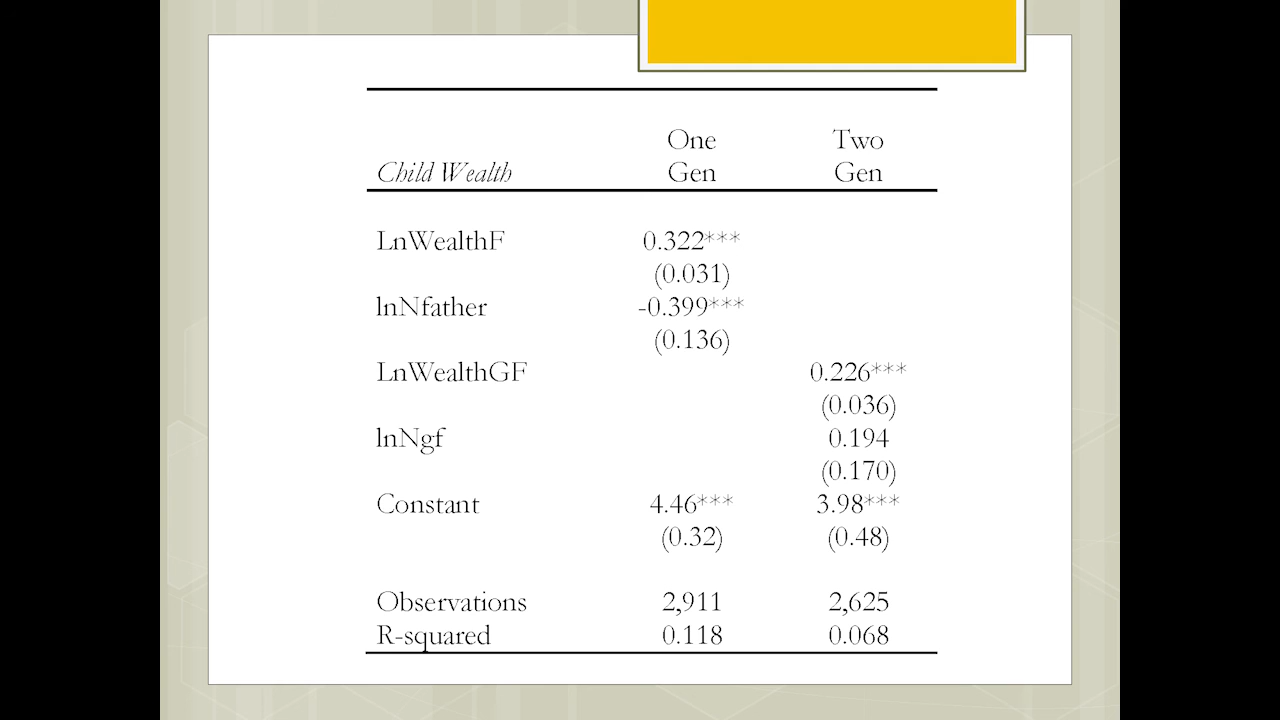 One Two
Child Wealth Gen Gen
LnWealthF 0.322***
(0.031)
lnNfather -0.399***
(0.136)
LnWealthGF 0.226***
(0.036)
lnNgf 0.194
(0.170)
Constant 4.46*** 3.98***
(0.32) (0.48)
Observations 2,911 2,625
R-squared 0.118 0.068